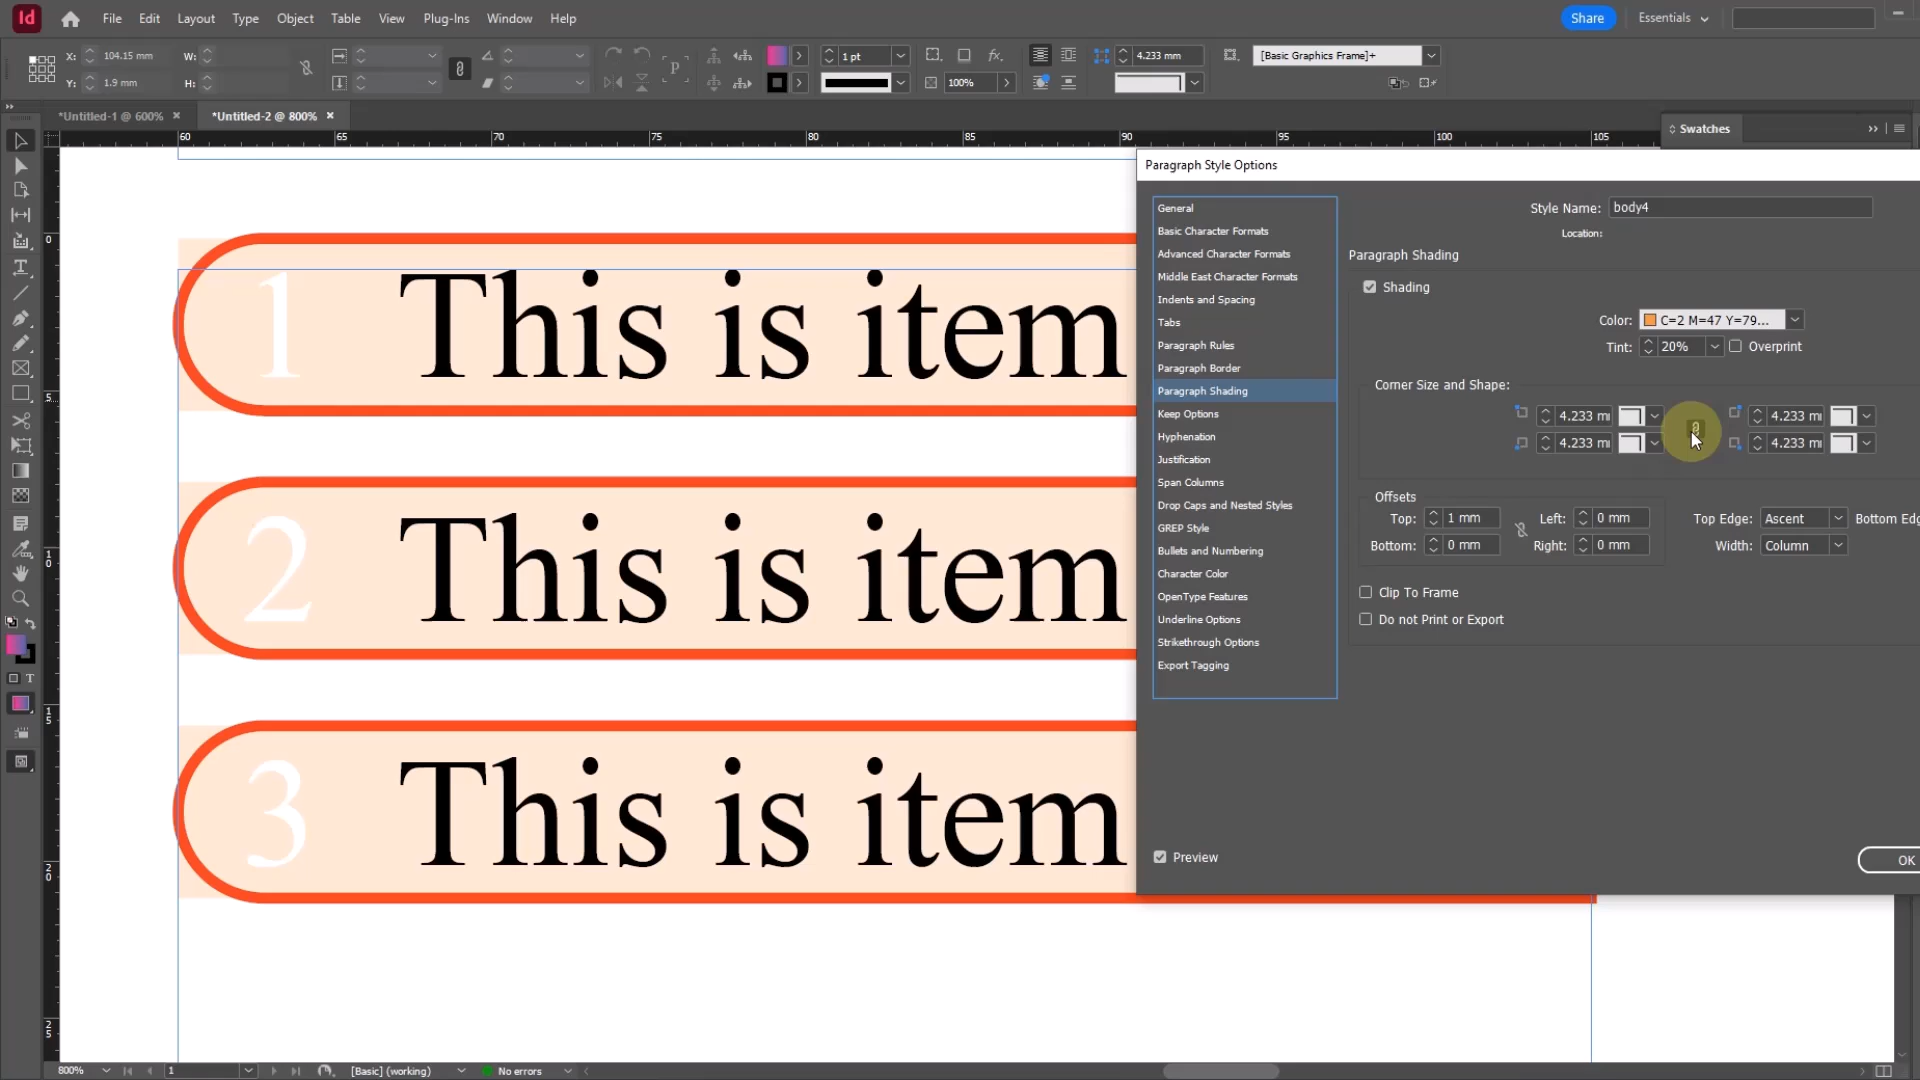 Id File Edit Layout Type Object Table View Plug-Ins Window Help Share Essentials
X: 104.15 mm W: 1 pt 4.233 mm [Basic Graphics Frame]+
Y: 1.9 mm H: P fx. 100%
*Untitled-1 @ 600% × *Untitled-2 @ 800% ×
60 65 70 75 80 85 90 95 100 105
Swatches
0
5
10
15
20
25
1 This is item
2 This is item
3 This is item
Paragraph Style Options
General
Basic Character Formats
Advanced Character Formats
Middle East Character Formats
Indents and Spacing
Tabs
Paragraph Rules
Paragraph Border
Paragraph Shading
Keep Options
Hyphenation
Justification
Span Columns
Drop Caps and Nested Styles
GREP Style
Bullets and Numbering
Character Color
OpenType Features
Underline Options
Strikethrough Options
Export Tagging
Style Name: body4
Location:
Paragraph Shading
Shading
Color: C=2 M=47 Y=79...
Tint: 20% Overprint
Corner Size and Shape:
4.233 mi 4.233 mi
4.233 mi 4.233 mi
Offsets
Top: 1 mm Left: 0 mm Top Edge: Ascent Bottom Edg
Bottom: 0 mm Right: 0 mm Width: Column
Clip To Frame
Do not Print or Export
Preview
OK
800% 1 [Basic] (working) No errors